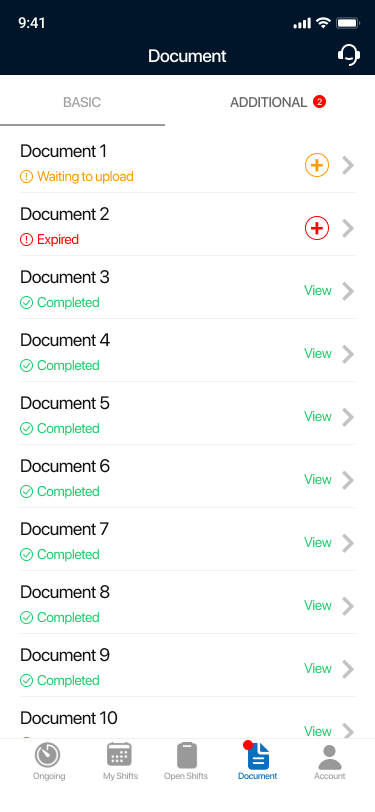 9:41
Document
BASIC
ADDITIONAL 2
Document 1
Waiting to upload
Document 2
Expired
Document 3
View
Completed
Document 4
View
Completed
Document 5
View
Completed
Document 6
View
Completed
Document 7
View
Completed
Document 8
View
Completed
Document 9
View
Completed
Document 10
View
Ongoing
My Shifts
Open Shifts
Document
Account